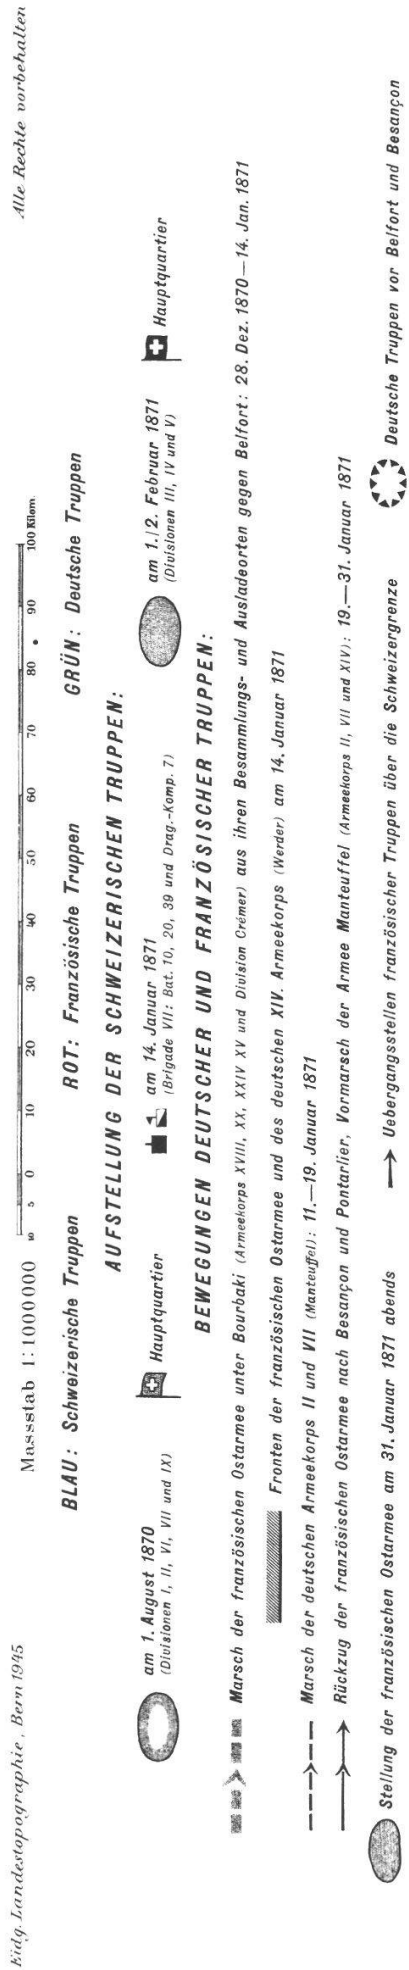 Eidg. Landestopographie, Bern 1945
Massstab 1:1000000
Alle Rechte vorbehalten
10 5 0 10 20 30 40 50 60 70 80 90 100 Kilom.
BLAU: Schweizerische Truppen ROT: Französische Truppen GRÜN: Deutsche Truppen
AUFSTELLUNG DER SCHWEIZERISCHEN TRUPPEN:
am 1. August 1870
(Divisionen I, II, VI, VII und IX)
Hauptquartier
am 14. Januar 1871
(Brigade VII: Bat. 10, 20, 39 und Drag.-Komp. 7)
am 1./2. Februar 1871
(Divisionen III, IV und V)
Hauptquartier
BEWEGUNGEN DEUTSCHER UND FRANZÖSISCHER TRUPPEN:
Marsch der französischen Ostarmee unter Bourbaki (Armeekorps XVIII, XX, XXIV XV und Division Crémer) aus ihren Besammlungs- und Ausladeorten gegen Belfort: 28. Dez. 1870—14. Jan. 1871
Fronten der französischen Ostarmee und des deutschen XIV. Armeekorps (Werder) am 14. Januar 1871
Marsch der deutschen Armeekorps II und VII (Manteuffel): 11.—19. Januar 1871
Rückzug der französischen Ostarmee nach Besançon und Pontarlier, Vormarsch der Armee Manteuffel (Armeekorps II, VII und XIV): 19.—31. Januar 1871
Stellung der französischen Ostarmee am 31. Januar 1871 abends
Uebergangsstellen französischer Truppen über die Schweizergrenze
Deutsche Truppen vor Belfort und Besançon